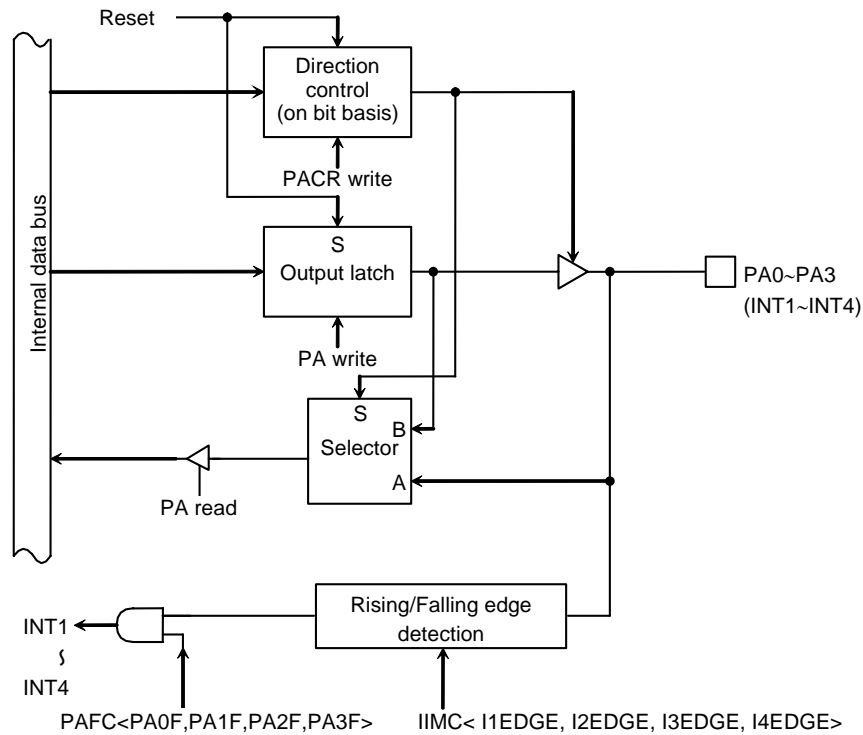 Reset
Direction
control
(on bit basis)
PACR write
Internal data bus
S
Output latch
PA write
PA0~PA3
(INT1~INT4)
S
B
Selector
A
PA read
Rising/Falling edge
detection
INT1
~
INT4
PAFC<PA0F,PA1F,PA2F,PA3F>
IIMC< I1EDGE, I2EDGE, I3EDGE, I4EDGE>